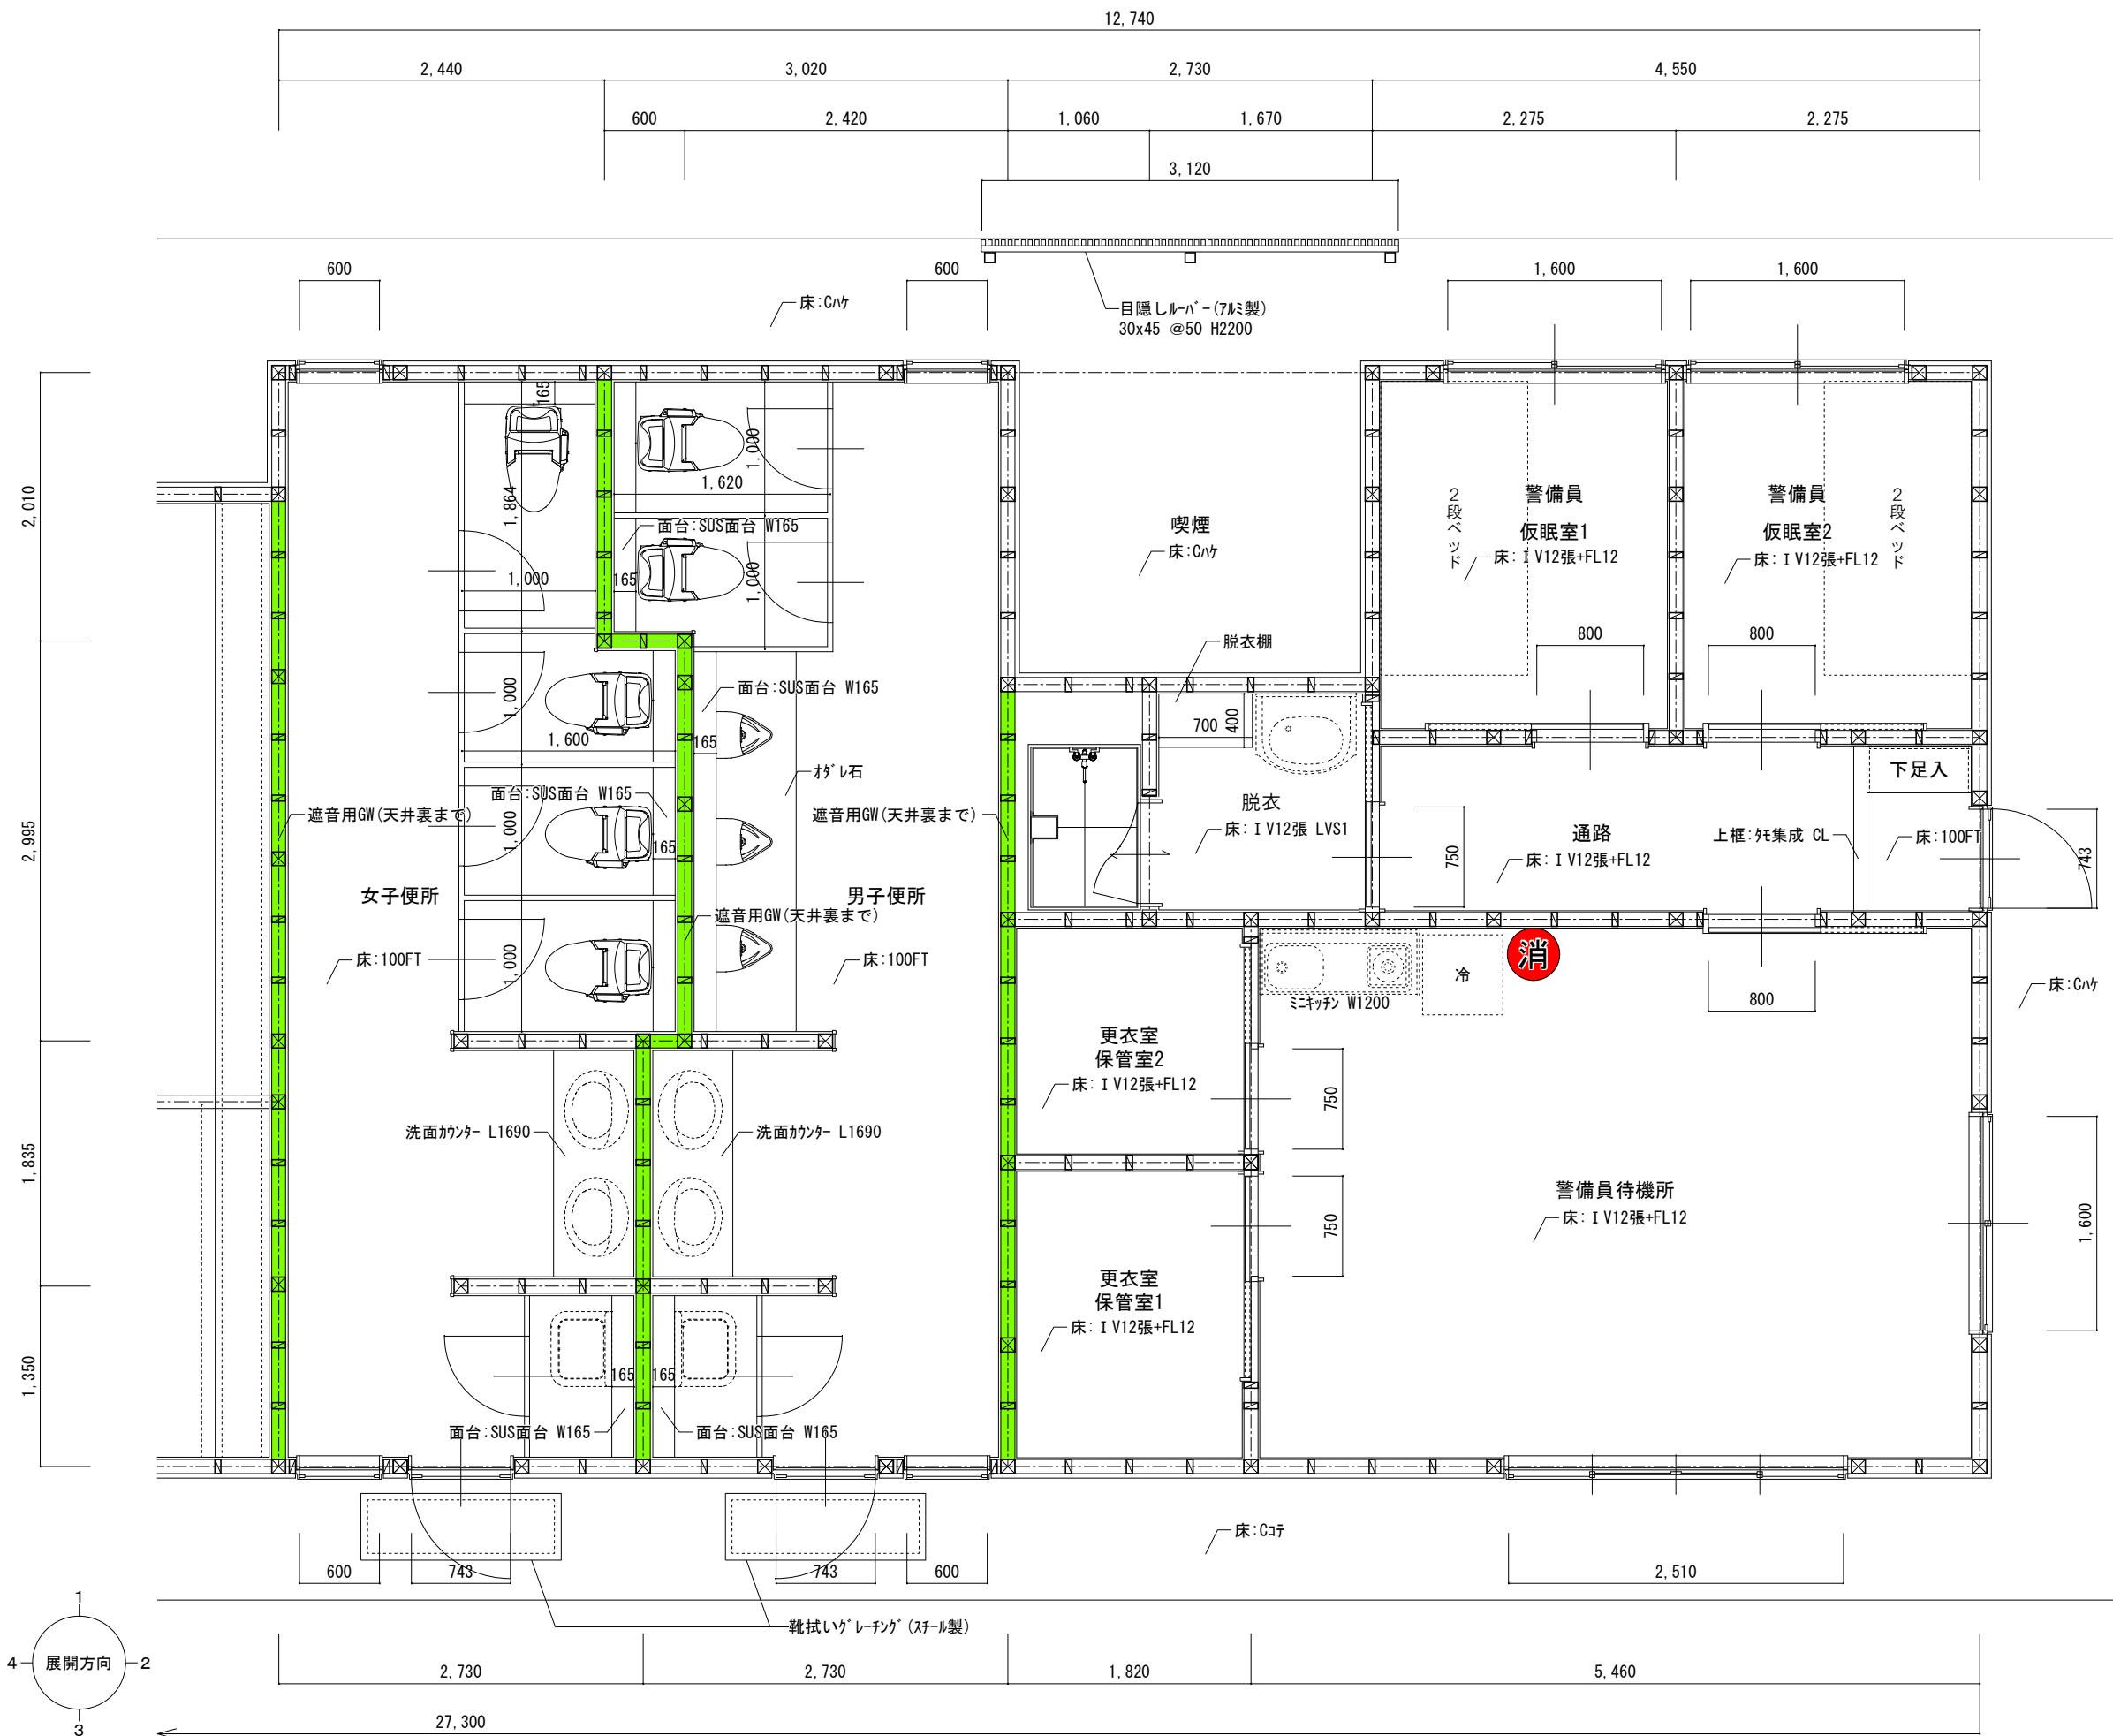 12,740
2,440
3,020
2,730
4,550
600
2,420
1,060
1,670
2,275
2,275
3,120
600
600
1,600
1,600
床:Cﾊｹ
目隠しﾙｰﾊﾞｰ(ｱﾙﾐ製)
30x45 @50 H2200
165
1,000
1,620
1,864
2,010
面台:SUS面台 W165
1,000
165
1,000
喫煙
床:Cﾊｹ
2段ベッド
警備員
仮眠室1
床:ＩV12張+FL12
警備員
仮眠室2
床:ＩV12張+FL12
2段ベッド
800
800
脱衣棚
面台:SUS面台 W165
1,000
1,600
165
700
400
オダレ石
下足入
面台:SUS面台 W165
遮音用GW(天井裏まで)
1,000
165
遮音用GW(天井裏まで)
脱衣
床:ＩV12張 LVS1
750
通路
床:ＩV12張+FL12
上框:ﾀﾓ集成 CL
床:100FT
743
2,995
女子便所
男子便所
遮音用GW(天井裏まで)
床:100FT
1,000
床:100FT
消
冷
ﾐﾆｷｯﾁﾝ W1200
800
床:Cﾊｹ
更衣室
保管室2
床:ＩV12張+FL12
750
洗面ｶｳﾝﾀｰ L1690
洗面ｶｳﾝﾀｰ L1690
1,835
750
警備員待機所
床:ＩV12張+FL12
1,600
更衣室
保管室1
床:ＩV12張+FL12
1,350
165
165
面台:SUS面台 W165
面台:SUS面台 W165
床:Cｺﾃ
600
743
743
600
2,510
靴拭いｸﾞﾚｰﾁﾝｸﾞ(ｽﾁｰﾙ製)
1
4
展開方向
2
3
2,730
2,730
1,820
5,460
27,300